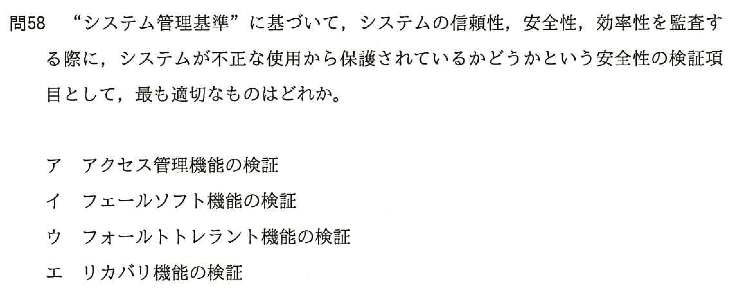 問58 “システム管理基準”に基づいて，システムの信頼性，安全性，効率性を監査す
る際に，システムが不正な使用から保護されているかどうかという安全性の検証項
目として，最も適切なものはどれか。
ア アクセス管理機能の検証
イ フェールソフト機能の検証
ウ フォールトトレラント機能の検証
エ リカバリ機能の検証